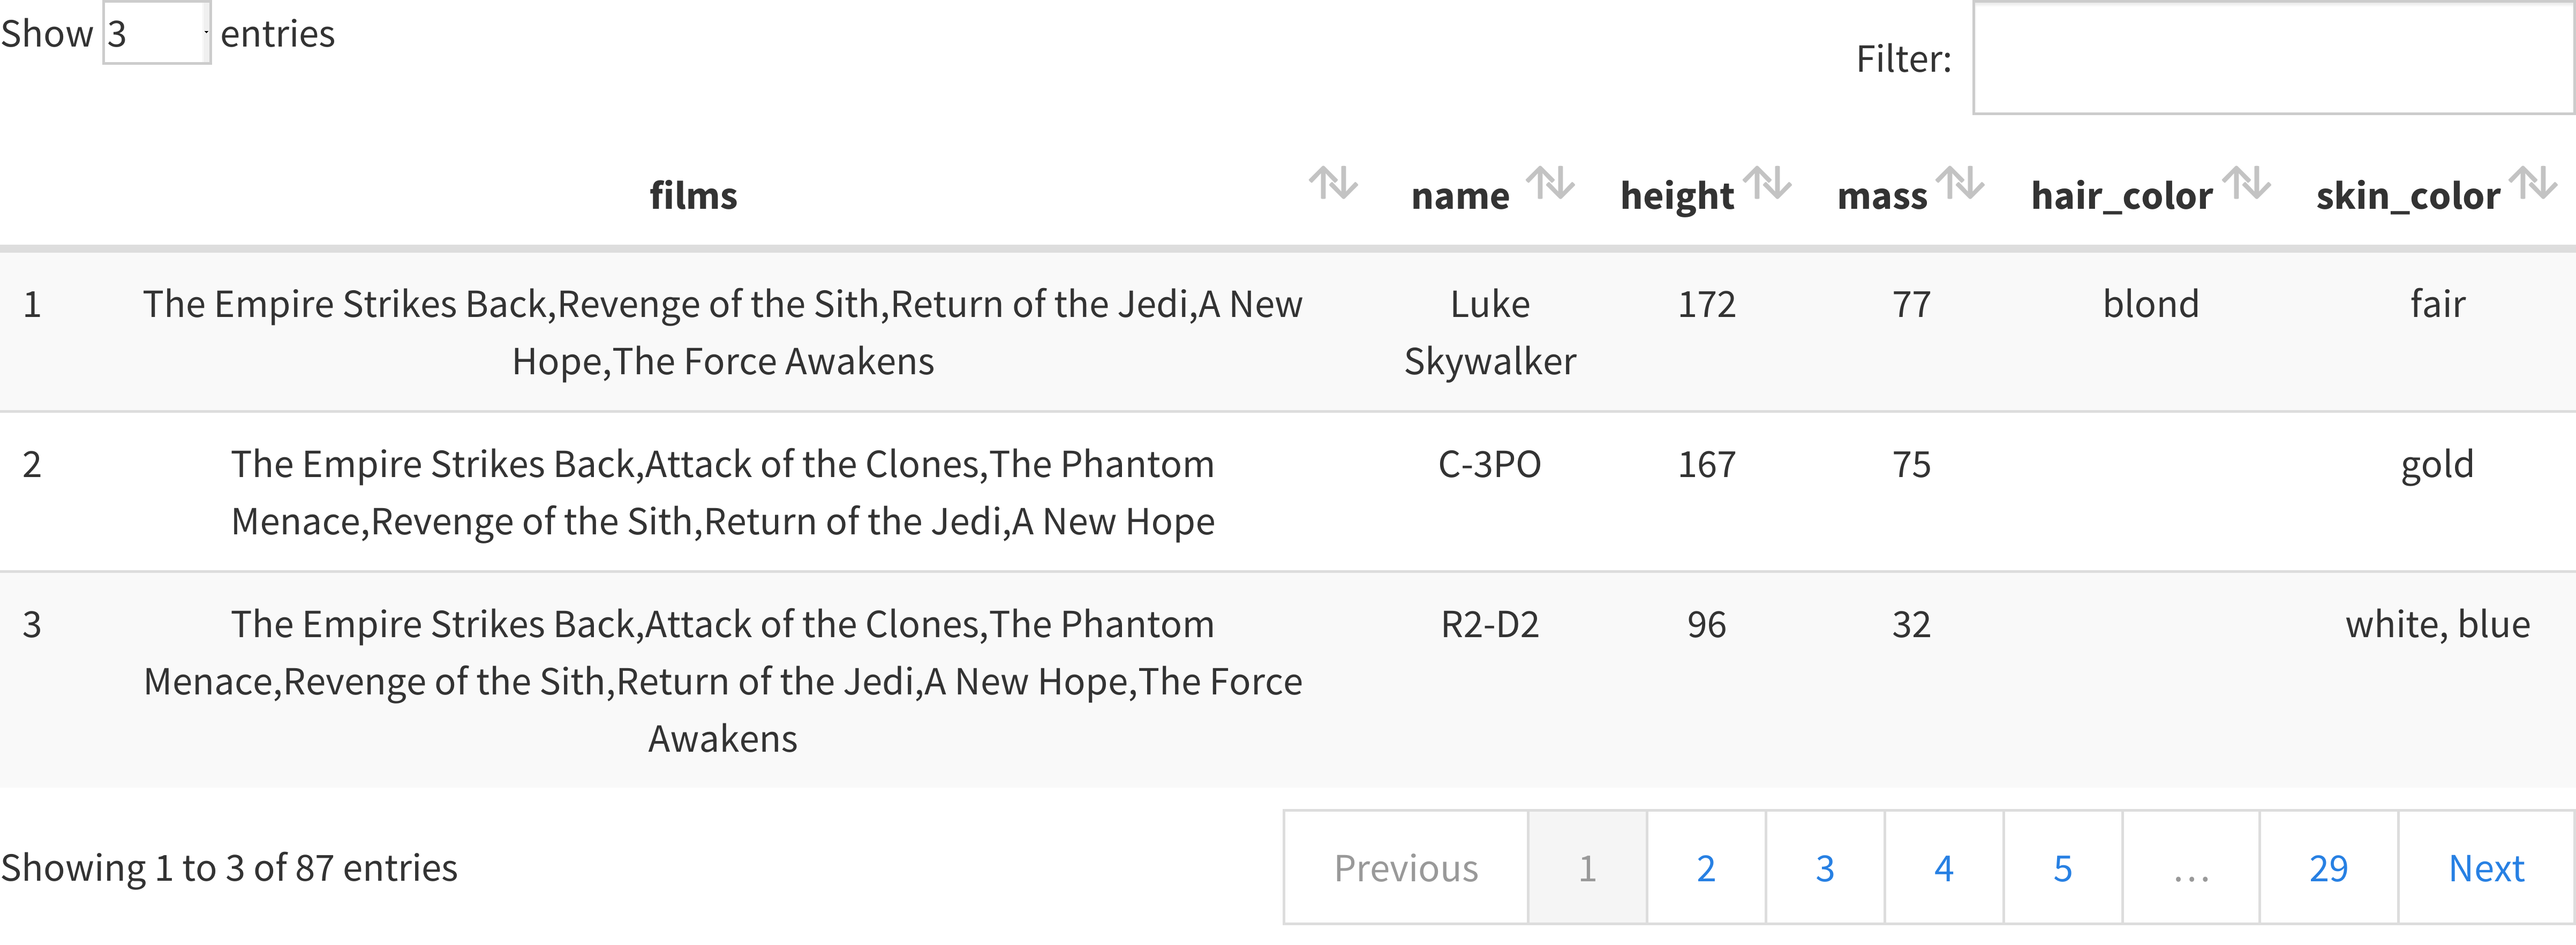 Show 3 entries
Filter:
films name height mass hair_color skin_color
1 The Empire Strikes Back,Revenge of the Sith,Return of the Jedi,A New Luke 172 77 blond fair
Hope,The Force Awakens Skywalker
2 The Empire Strikes Back,Attack of the Clones,The Phantom C-3PO 167 75 gold
Menace,Revenge of the Sith,Return of the Jedi,A New Hope
3 The Empire Strikes Back,Attack of the Clones,The Phantom R2-D2 96 32 white, blue
Menace,Revenge of the Sith,Return of the Jedi,A New Hope,The Force
Awakens
Showing 1 to 3 of 87 entries Previous 1 2 3 4 5 … 29 Next